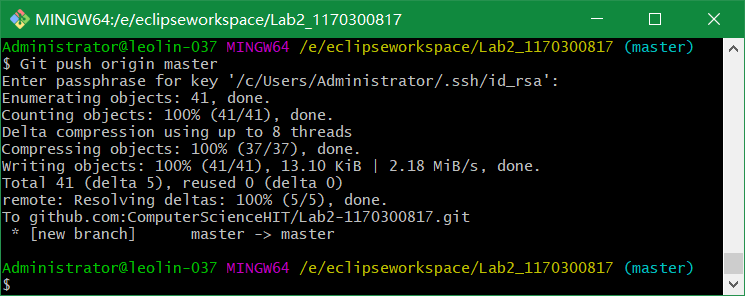 MINGW64:/e/eclipseworkspace/Lab2_1170300817
Administrator@leolin-037 MINGW64 /e/eclipseworkspace/Lab2_1170300817 (master)
$ Git push origin master
Enter passphrase for key '/c/Users/Administrator/.ssh/id_rsa':
Enumerating objects: 41, done.
Counting objects: 100% (41/41), done.
Delta compression using up to 8 threads
Compressing objects: 100% (37/37), done.
Writing objects: 100% (41/41), 13.10 KiB | 2.18 MiB/s, done.
Total 41 (delta 5), reused 0 (delta 0)
remote: Resolving deltas: 100% (5/5), done.
To github.com:ComputerScienceHIT/Lab2-1170300817.git
 * [new branch]      master -> master
Administrator@leolin-037 MINGW64 /e/eclipseworkspace/Lab2_1170300817 (master)
$